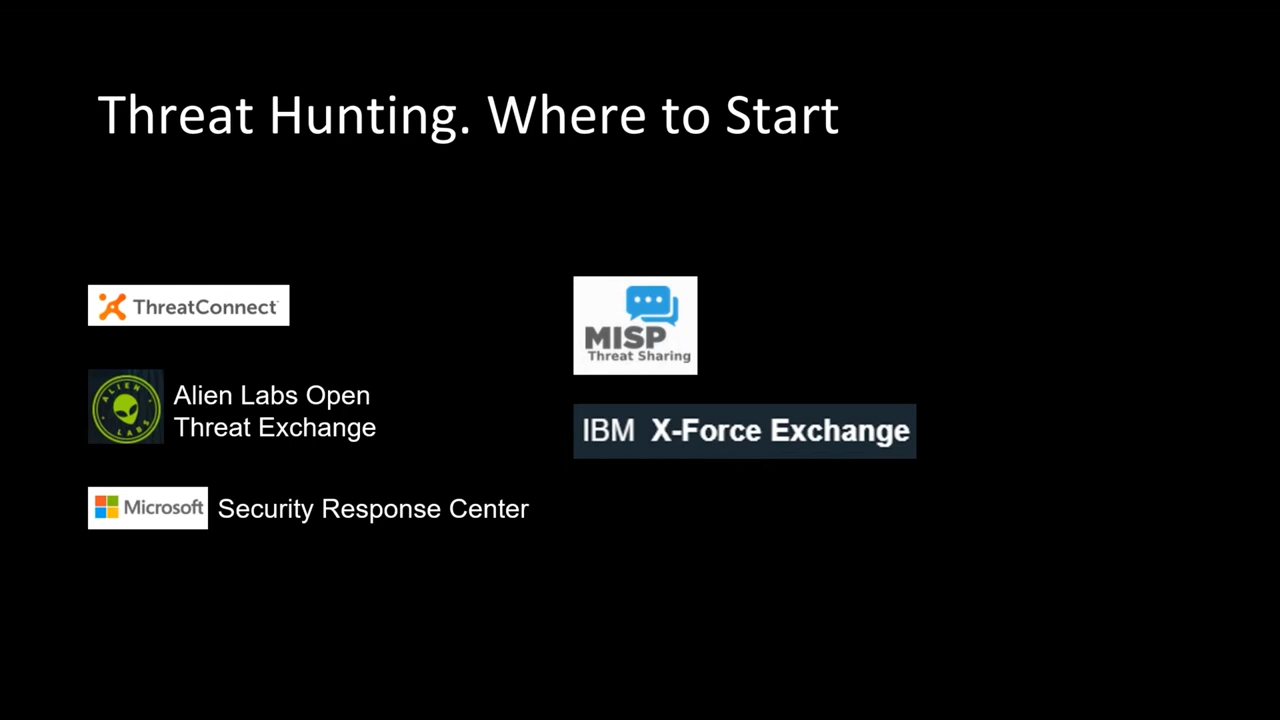 Threat Hunting. Where to Start
ThreatConnect
ALIEN
LABS
Alien Labs Open
Threat Exchange
Microsoft Security Response Center
MISP
Threat Sharing
IBM X-Force Exchange